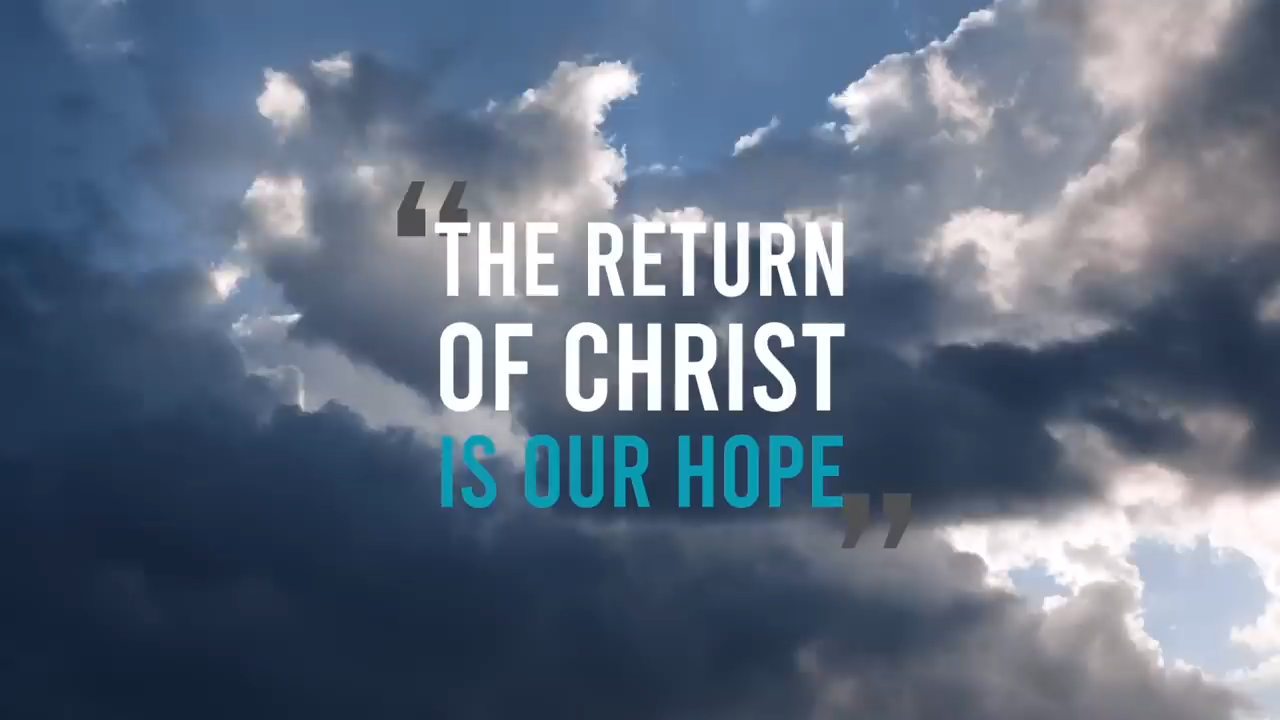 “THE RETURN
OF CHRIST
IS OUR HOPE”